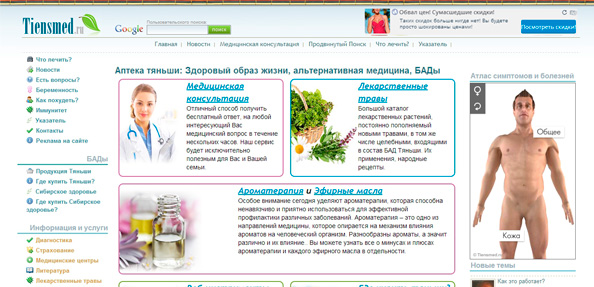 Tiensmed.ru
Пользовательского поиска
Google
поиск
Обвал цен! Сумасшедшие скидки!
Таких скидок больше нигде нет! Вы будете
просто шокированы ценами!
Посмотреть скидки!
Главная
Новости
Медицинская консультация
Продвинутый Поиск
Что лечить?
Указатель
Что лечить?
Новости
Есть вопросы?
Беременность
Как похудеть?
Иммунитет
Указатель
Контакты
Реклама на сайте
БАДы
Продукция Тяньши
Где купить Тяньши?
Сибирское здоровье
Где купить Сибирское
здоровье?
Информация и услуги
Диагностика
Страхование
Медицинские центры
Литература
Лекарственные травы
Аптека тяньши: Здоровый образ жизни, альтернативная медицина, БАДы
Медицинская
консультация
Отличный способ получить
бесплатный ответ, на любой
интересующий Вас
медицинский вопрос в течение
нескольких часов. Наш сервис
будет исключительно
полезным для Вас и Вашей
семьи.
Лекарственные
травы
Большой каталог
лекарственных растений,
постоянно пополняемый
новыми травами, в том же
числе целебными, входящими
в состав БАД Тяньши. Их
применения, народные
рецепты.
Ароматерапия и Эфирные масла
Особое внимание сегодня уделяют ароматерапии, которая способна
ненавязчиво и приятно использоваться для эффективной
профилактики различных заболеваний. Ароматерапия – это одно из
направлений медицины, которое опирается на механизм влияния
ароматов на человеческий организм. Разнообразны ароматы, а значит
различно и их влияние. Вы можете узнать все о минусах и плюсах
ароматерапии и каждого эфирного масла в отдельности.
Атлас симптомов и болезней
Общее
Кожа
© Tiensmed.ru
Новые темы
Как это работает?